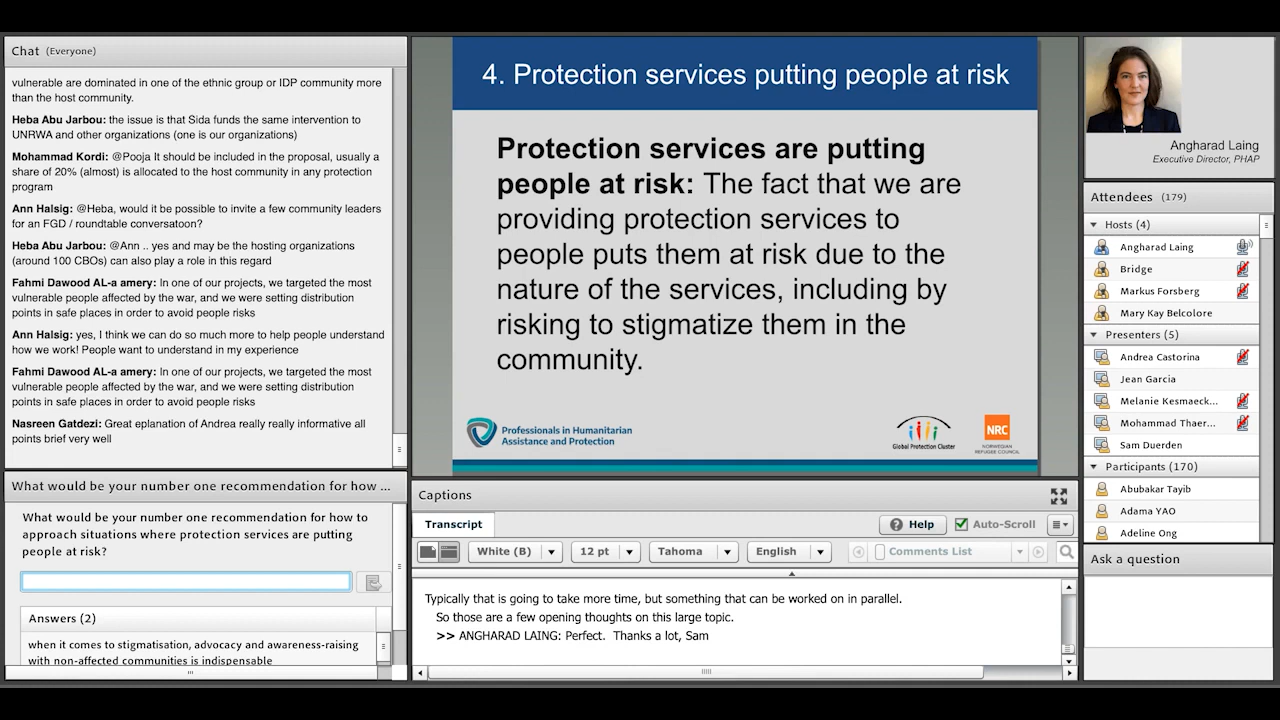 Chat (Everyone)
vulnerable are dominated in one of the ethnic group or IDP community more
than the host community.
Heba Abu Jarbou: the issue is that Sida funds the same intervention to
UNRWA and other organizations (one is our organizations)
Mohammad Kordi: @Pooja It should be included in the proposal, usually a
share of 20% (almost) is allocated to the host community in any protection
program
Ann Halsig: @Heba, would it be possible to invite a few community leaders
for an FGD / roundtable conversatoon?
Heba Abu Jarbou: @Ann .. yes and may be the hosting organizations
(around 100 CBOs) can also play a role in this regard
Fahmi Dawood AL-a amery: In one of our projects, we targeted the most
vulnerable people affected by the war, and we were setting distribution
points in safe places in order to avoid people risks
Ann Halsig: yes, I think we can do so much more to help people understand
how we work! People want to understand in my experience
Fahmi Dawood AL-a amery: In one of our projects, we targeted the most
vulnerable people affected by the war, and we were setting distribution
points in safe places in order to avoid people risks
Nasreen Gatdezi: Great eplanation of Andrea really really informative all
points brief very well
What would be your number one recommendation for how ...
What would be your number one recommendation for how to
approach situations where protection services are putting
people at risk?
Answers (2)
when it comes to stigmatisation, advocacy and awareness-raising
with non-affected communities is indispensable
4. Protection services putting people at risk
Protection services are putting
people at risk: The fact that we are
providing protection services to
people puts them at risk due to the
nature of the services, including by
risking to stigmatize them in the
community.
Professionals in Humanitarian
Assistance and Protection
Global Protection Cluster
NRC
NORWEGIAN
REFUGEE COUNCIL
Captions
Transcript
Help
Auto-Scroll
White (B)
12 pt
Tahoma
English
Comments List
Typically that is going to take more time, but something that can be worked on in parallel.
So those are a few opening thoughts on this large topic.
>> ANGHARAD LAING: Perfect. Thanks a lot, Sam
Angharad Laing
Executive Director, PHAP
Attendees (179)
Hosts (4)
Angharad Laing
Bridge
Markus Forsberg
Mary Kay Belcolore
Presenters (5)
Andrea Castorina
Jean Garcia
Melanie Kesmaeck...
Mohammad Thaer...
Sam Duerden
Participants (170)
Abubakar Tayib
Adama YAO
Adeline Ong
Ask a question